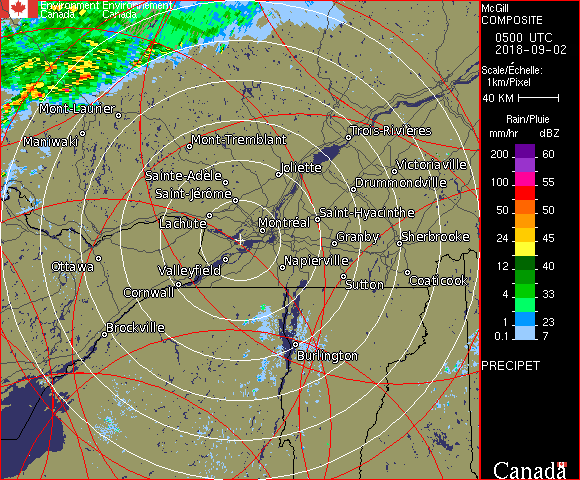 Environment Environnement
Canada Canada
McGill
COMPOSITE
0500 UTC
2018-09-02
Scale/Échelle:
1km/Pixel
40 KM
Rain/Pluie
mm/hr dBZ
200 60
100 55
50 50
24 45
12 40
4 33
1 23
0.1 7
PRECIPET
Canada
Mont-Laurier
Maniwaki
Mont-Tremblant
Trois-Rivières
Joliette
Victoriaville
Sainte-Adèle
Drummondville
Saint-Jérôme
Lachute
Saint-Hyacinthe
Montréal
Granby
Sherbrooke
Ottawa
Valleyfield
Napierville
Cornwall
Sutton
Coaticook
Brockville
Burlington